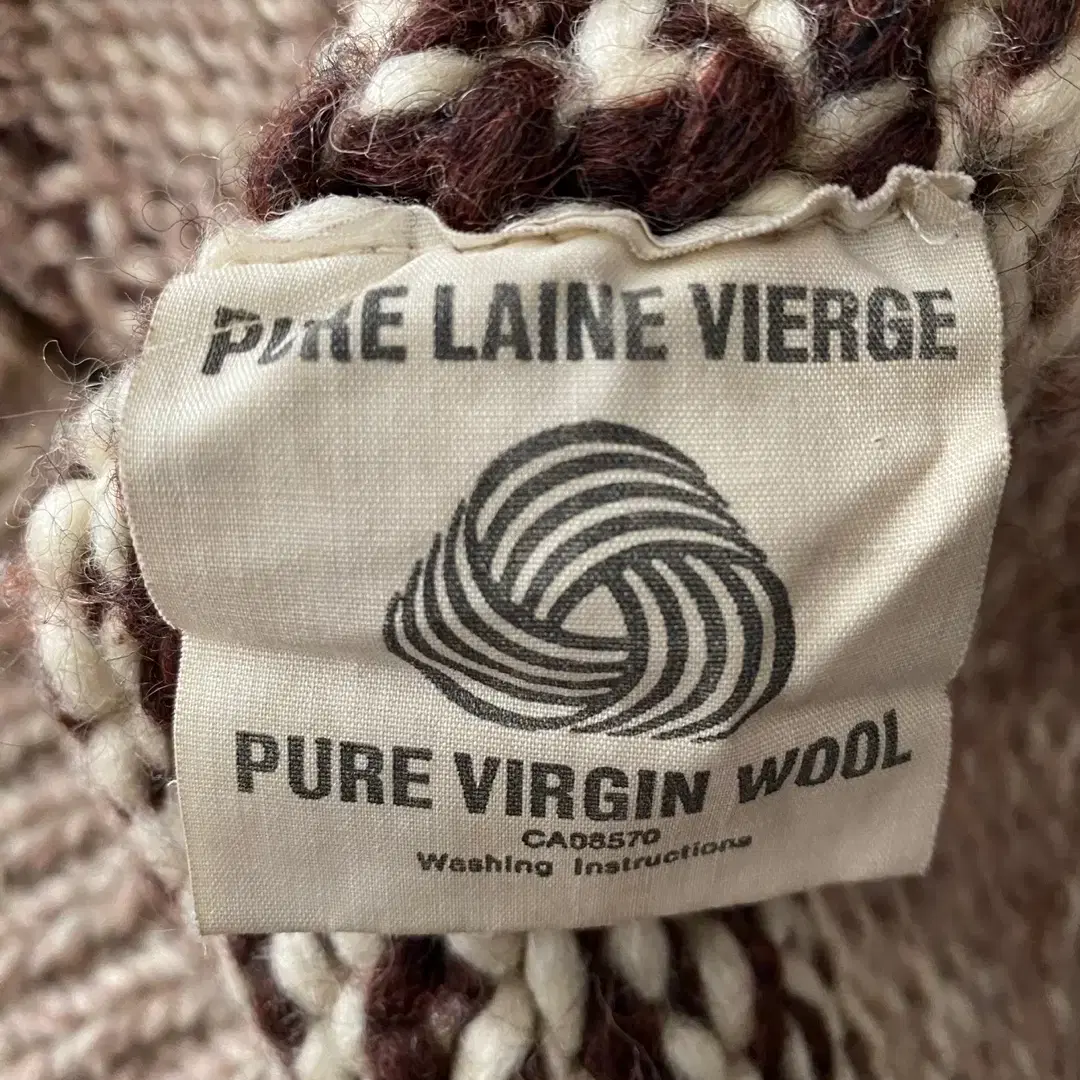 PURE LAINE VIERGE
PURE VIRGIN WOOL
CA08570
Washing Instructions